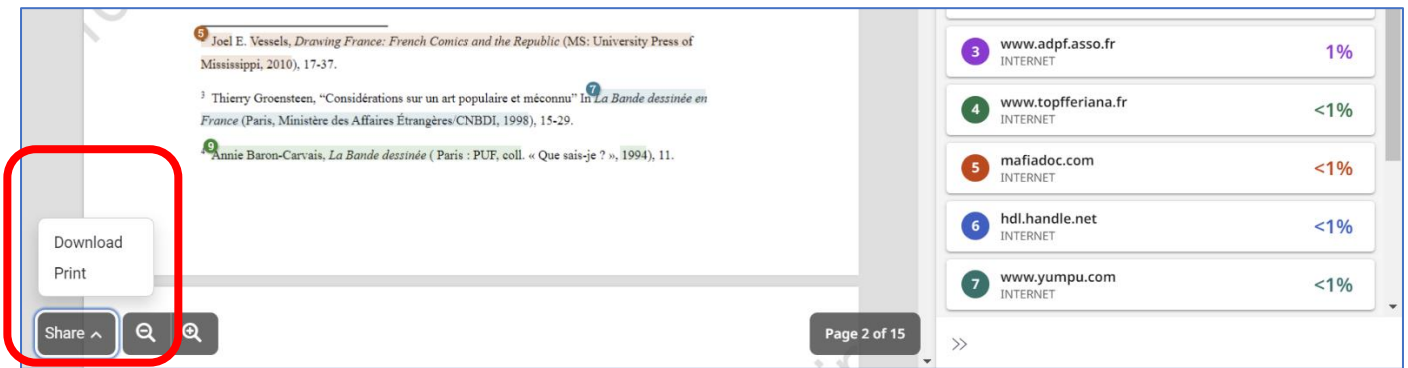 5 Joel E. Vessels, Drawing France: French Comics and the Republic (MS: University Press of
Mississippi, 2010), 17-37.
3 Thierry Groensteen, “Considérations sur un art populaire et méconnu” In 7 La Bande dessinée en
France (Paris, Ministère des Affaires Étrangères/CNBDI, 1998), 15-29.
9 Annie Baron-Carvais, La Bande dessinée ( Paris : PUF, coll. « Que sais-je ? », 1994), 11.
Download
Print
Share
Page 2 of 15
3 www.adpf.asso.fr 1%
INTERNET
4 www.topfferiana.fr <1%
INTERNET
5 mafiadoc.com <1%
INTERNET
6 hdl.handle.net <1%
INTERNET
7 www.yumpu.com <1%
INTERNET